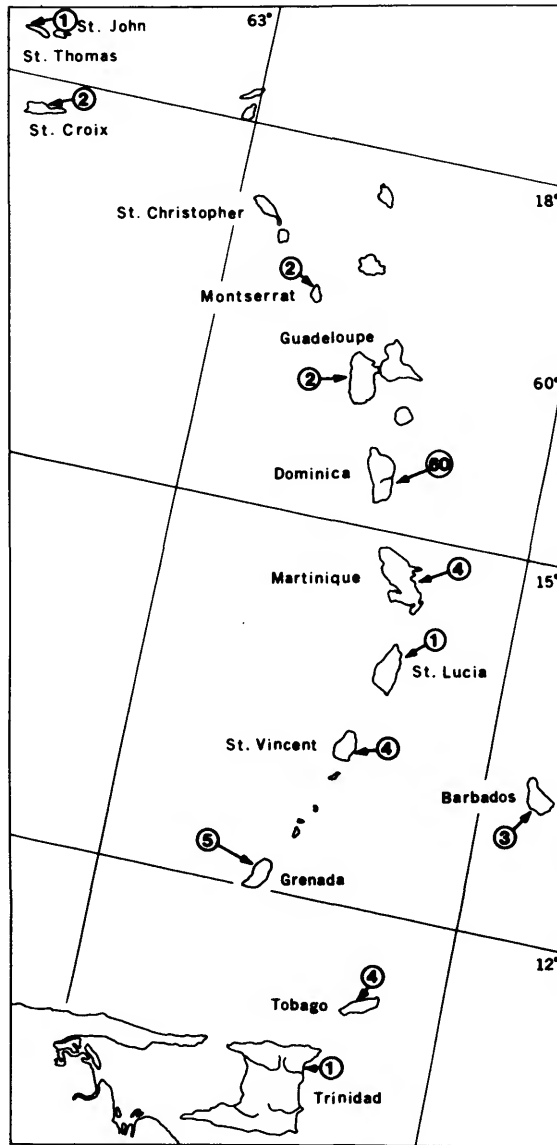 ① St. John 63°
St. Thomas
②
St. Croix
18°
St. Christopher
②
Montserrat
Guadeloupe
② 60°
Dominica 60
15°
Martinique ④
①
St. Lucia
St. Vincent ④
Barbados
⑤ ③
Grenada
12°
④
Tobago
①
Trinidad